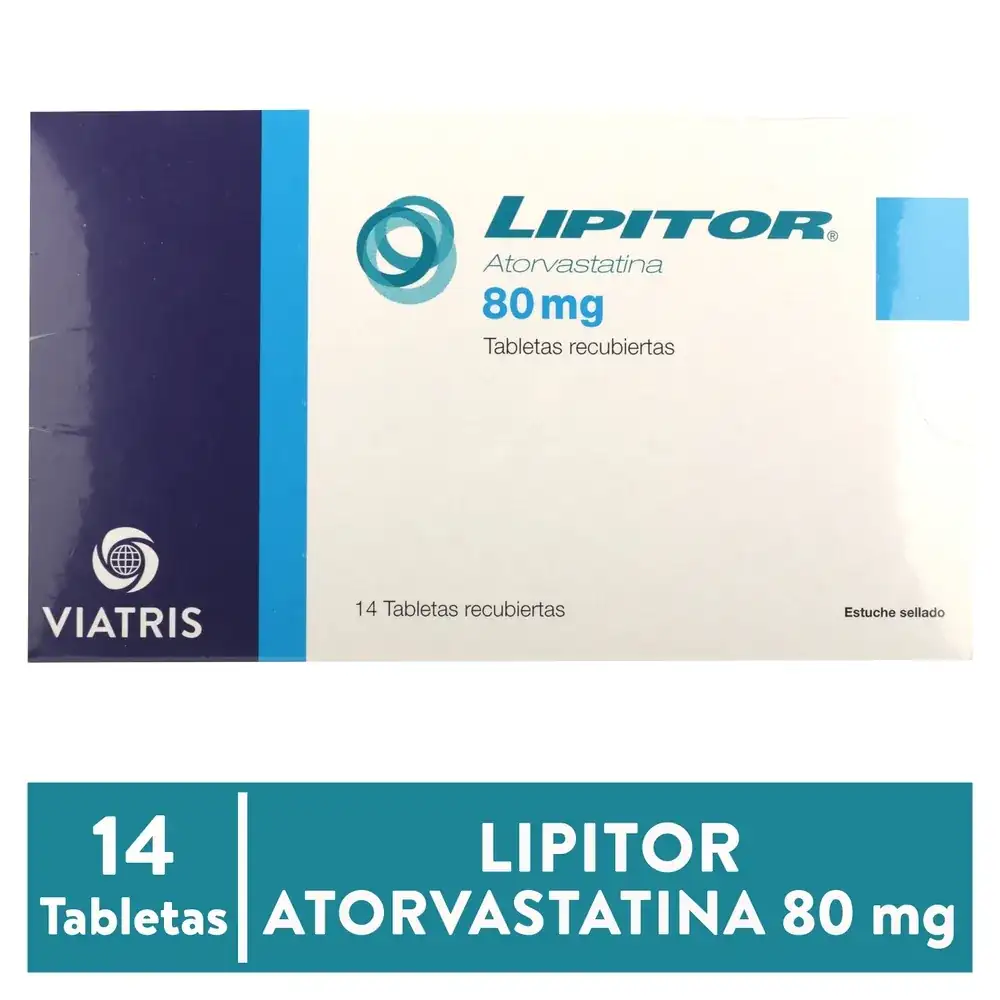 LIPITOR®
Atorvastatina
80 mg
Tabletas recubiertas
VIATRIS
14 Tabletas recubiertas
Estuche sellado
14
Tabletas
LIPITOR
ATORVASTATINA 80 mg